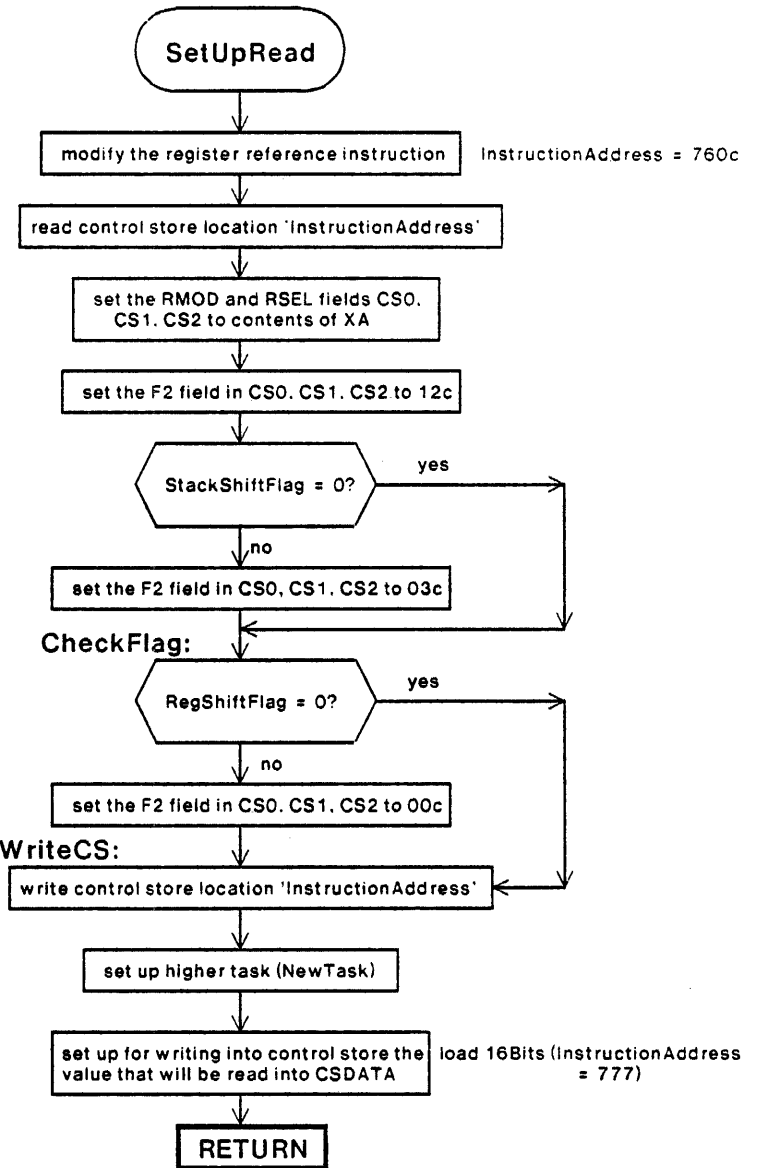 SetUpRead
modify the register reference instruction InstructionAddress = 760c
read control store location 'InstructionAddress'
set the RMOD and RSEL fields CS0.
CS1. CS2 to contents of XA
set the F2 field in CS0. CS1. CS2 to 12c
StackShiftFlag = 0?
yes
no
set the F2 field in CS0, CS1. CS2 to 03c
CheckFlag:
RegShiftFlag = 0?
yes
no
set the F2 field in CS0. CS1. CS2 to 00c
WriteCS:
write control store location 'InstructionAddress'
set up higher task (NewTask)
set up for writing into control store the
value that will be read into CSDATA
load 16Bits (InstructionAddress
= 777)
RETURN